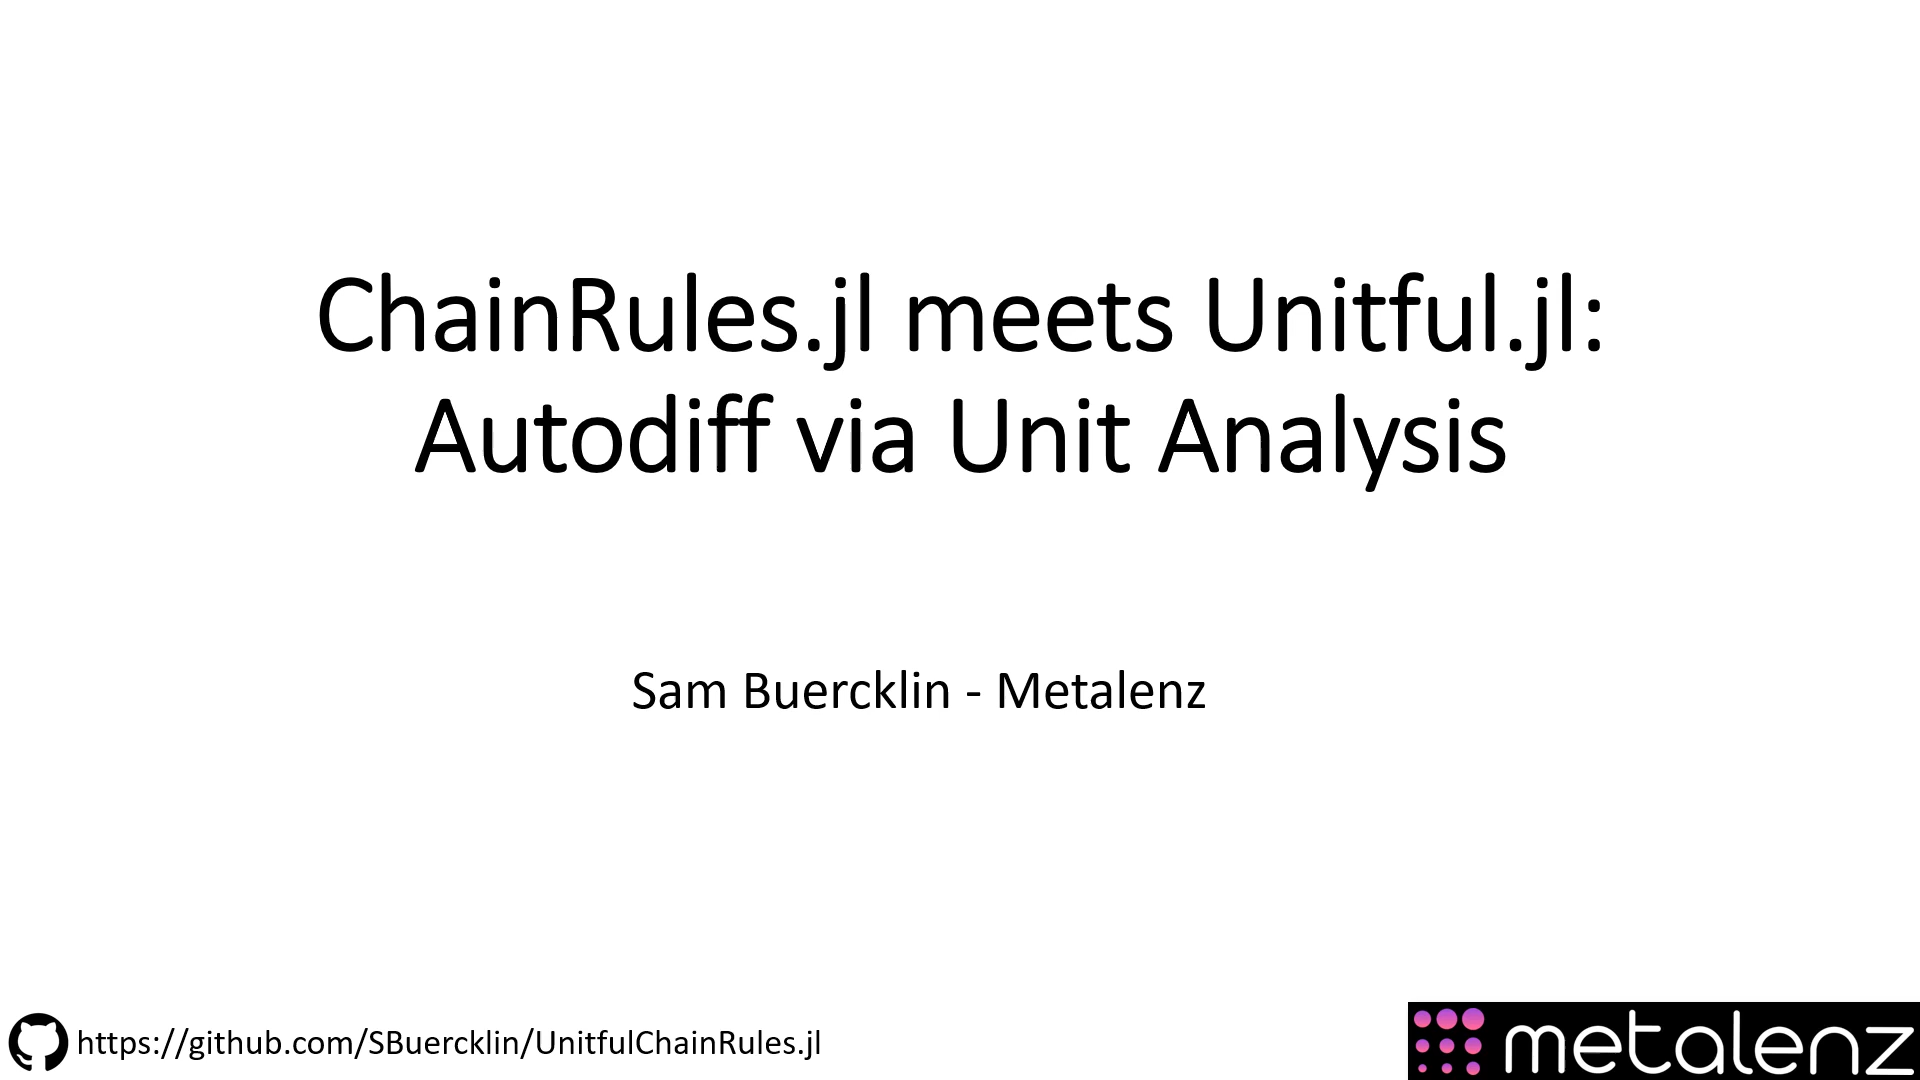 ChainRules.jl meets Unitful.jl:
Autodiff via Unit Analysis
Sam Buercklin - Metalenz
https://github.com/SBuercklin/UnitfulChainRules.jl
metalenz